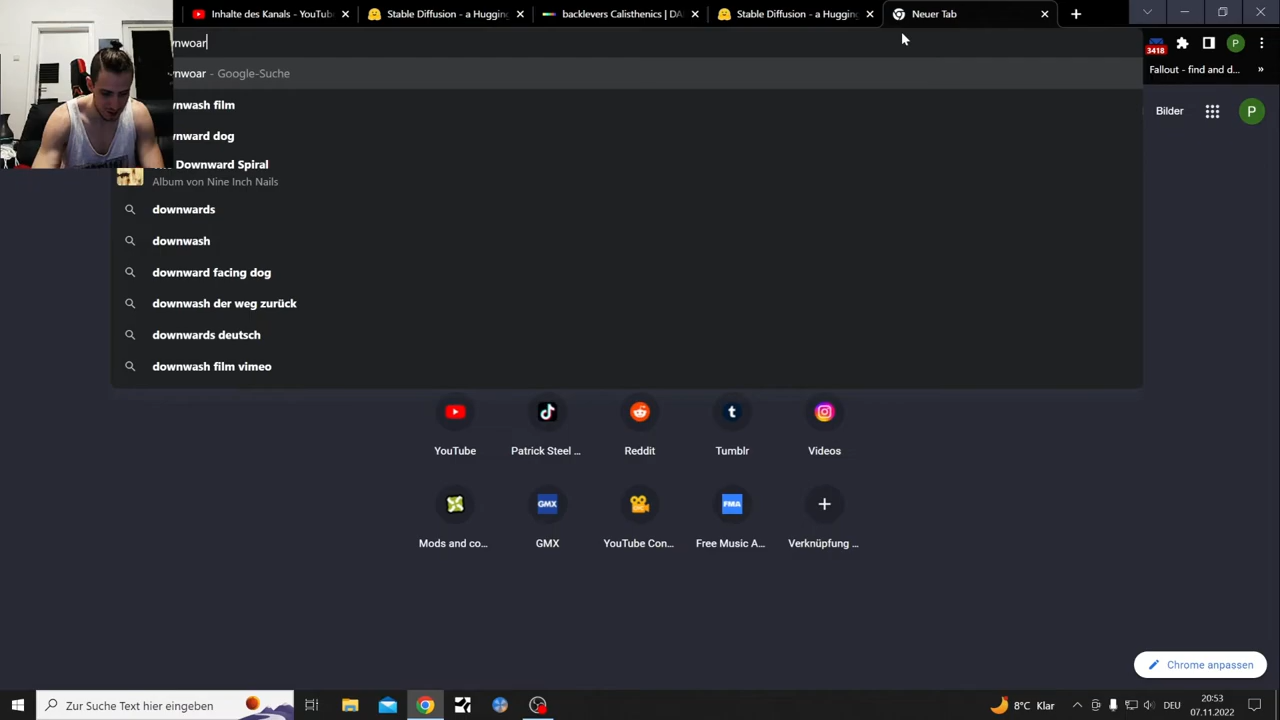 Inhalte des Kanals - YouTub
Stable Diffusion - a Huggin
backlevers Calisthenics | DA
Stable Diffusion - a Hugging
Neuer Tab
nwoar
3418
P
nwoar - Google-Suche
Fallout - find and d...
»
nwash film
Bilder
P
nward dog
Downward Spiral
Album von Nine Inch Nails
downwards
downwash
downward facing dog
downwash der weg zurück
downwards deutsch
downwash film vimeo
YouTube
Patrick Steel ...
Reddit
Tumblr
Videos
GMX
FMA
Mods and co...
GMX
YouTube Con...
Free Music A...
Verknüpfung ...
Chrome anpassen
Zur Suche Text hier eingeben
8°C Klar
DEU
20:53
07.11.2022